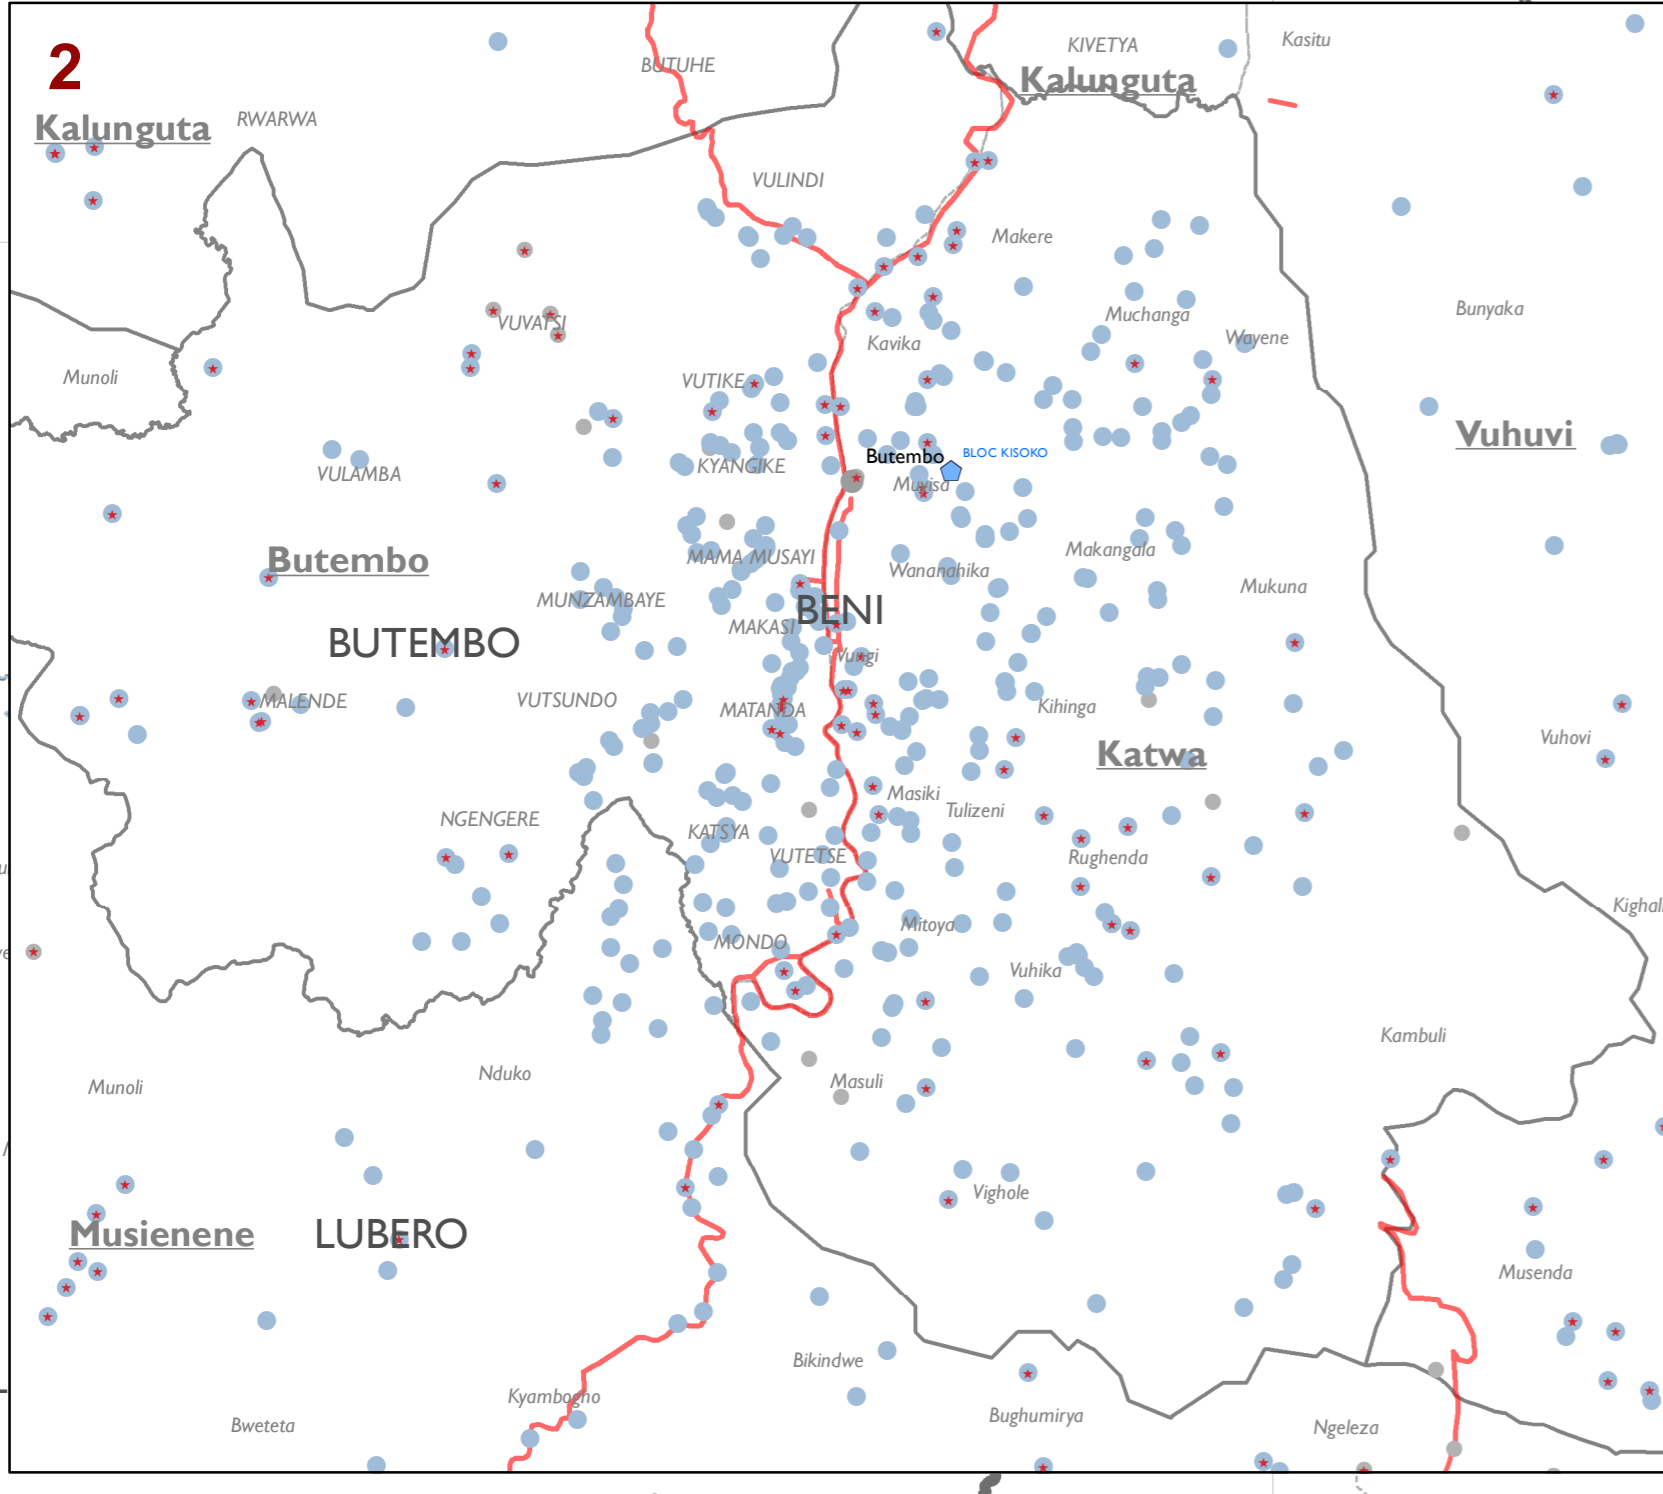 2
KIVETYA
Kasitu
BUTUHE
Kalunguta
Kalunguta
RWARWA
VULINDI
Makere
Bunyaka
Muchanga
VUVATSI
Wayene
Kavika
Munoli
VUTIKE
Vuhuvi
Butembo
BLOC KISOKO
KYANGIKE
VULAMBA
Muyisa
Makangala
MAMA MUSAYI
Butembo
Wananahika
Mukuna
MUNZAMBAYE
BENI
MAKASI
BUTEMBO
Vungi
MALENDE
VUTSUNDO
MATANDA
Kihinga
Vuhovi
Katwa
Masiki
Tulizeni
NGENGERE
KATSYA
VUTETSE
Rughenda
Kighali
Mitoya
MONDO
Vuhika
Kambuli
Nduko
Masuli
Munoli
Vighole
Musienene
LUBERO
Musenda
Bikindwe
Kyambogho
Bughumirya
Bweteta
Ngeleza